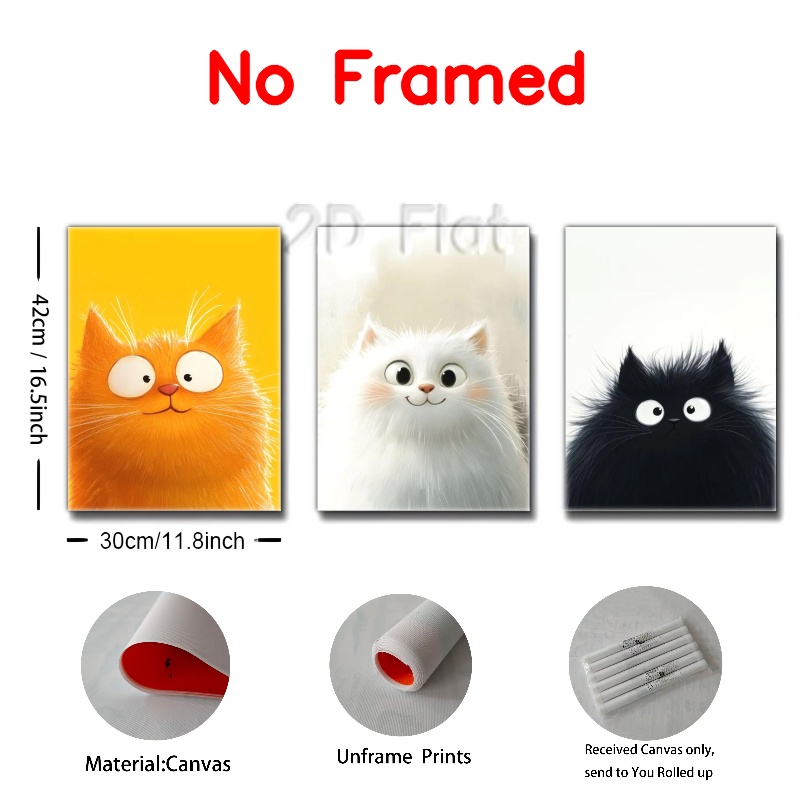 No Framed
2D Flat
42cm / 16.5inch
30cm/11.8inch
Material:Canvas
Unframe Prints
Received Canvas only,
send to You Rolled up